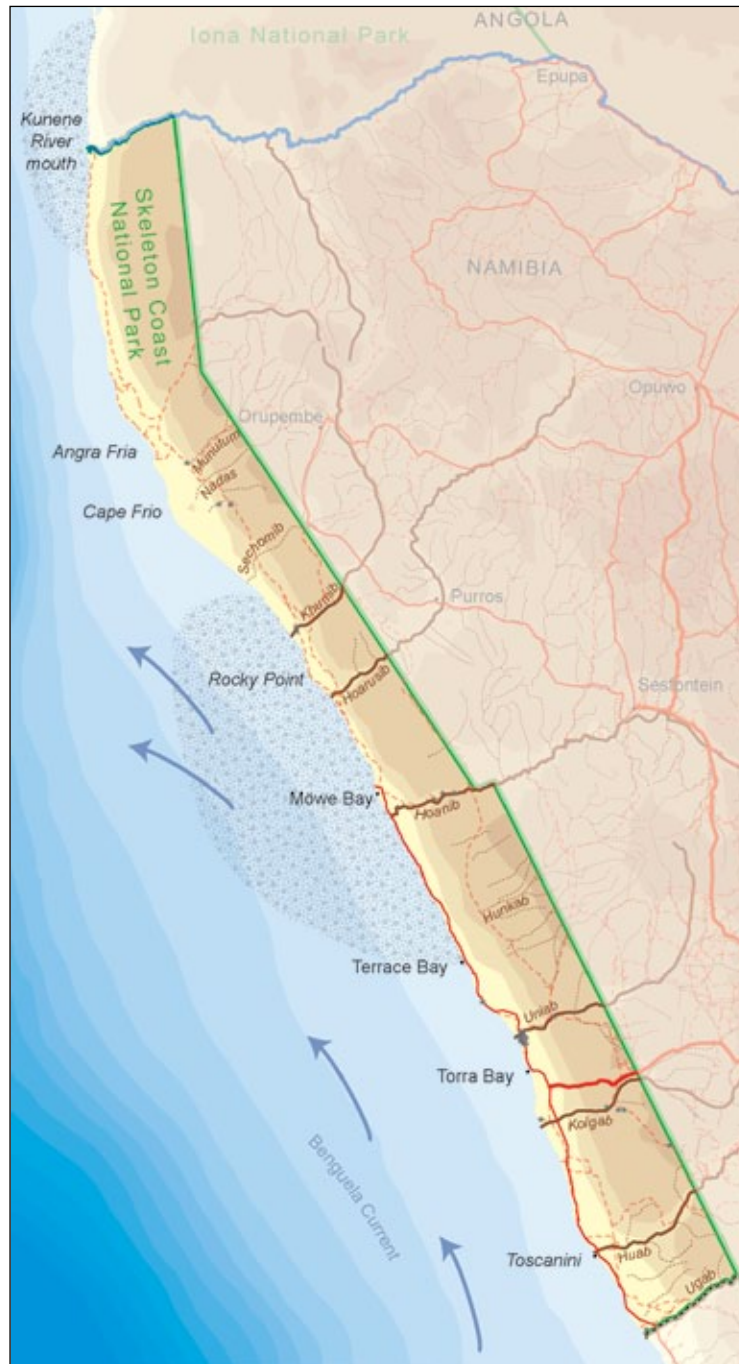 Iona National Park
ANGOLA
Epupa
Kunene
River
mouth
Skeleton Coast
National Park
NAMIBIA
Opuwo
Orupembe
Angra Fria
Munutum
Nadas
Cape Frio
Sechomib
Khumib
Purros
Rocky Point
Hoarusib
Sesfontein
Möwe Bay
Hoanib
Hunkab
Terrace Bay
Uniab
Torra Bay
Koigab
Benguela Current
Toscanini
Huab
Ugab